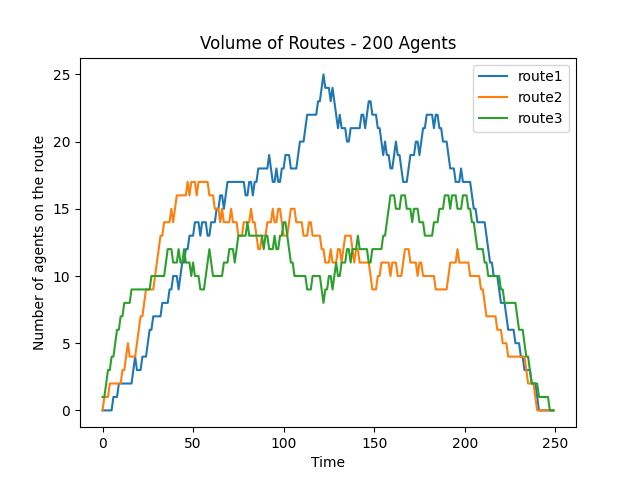 Volume of Routes - 200 Agents
route1
route2
route3
Number of agents on the route
25
20
15
10
5
0
0 50 100 150 200 250
Time